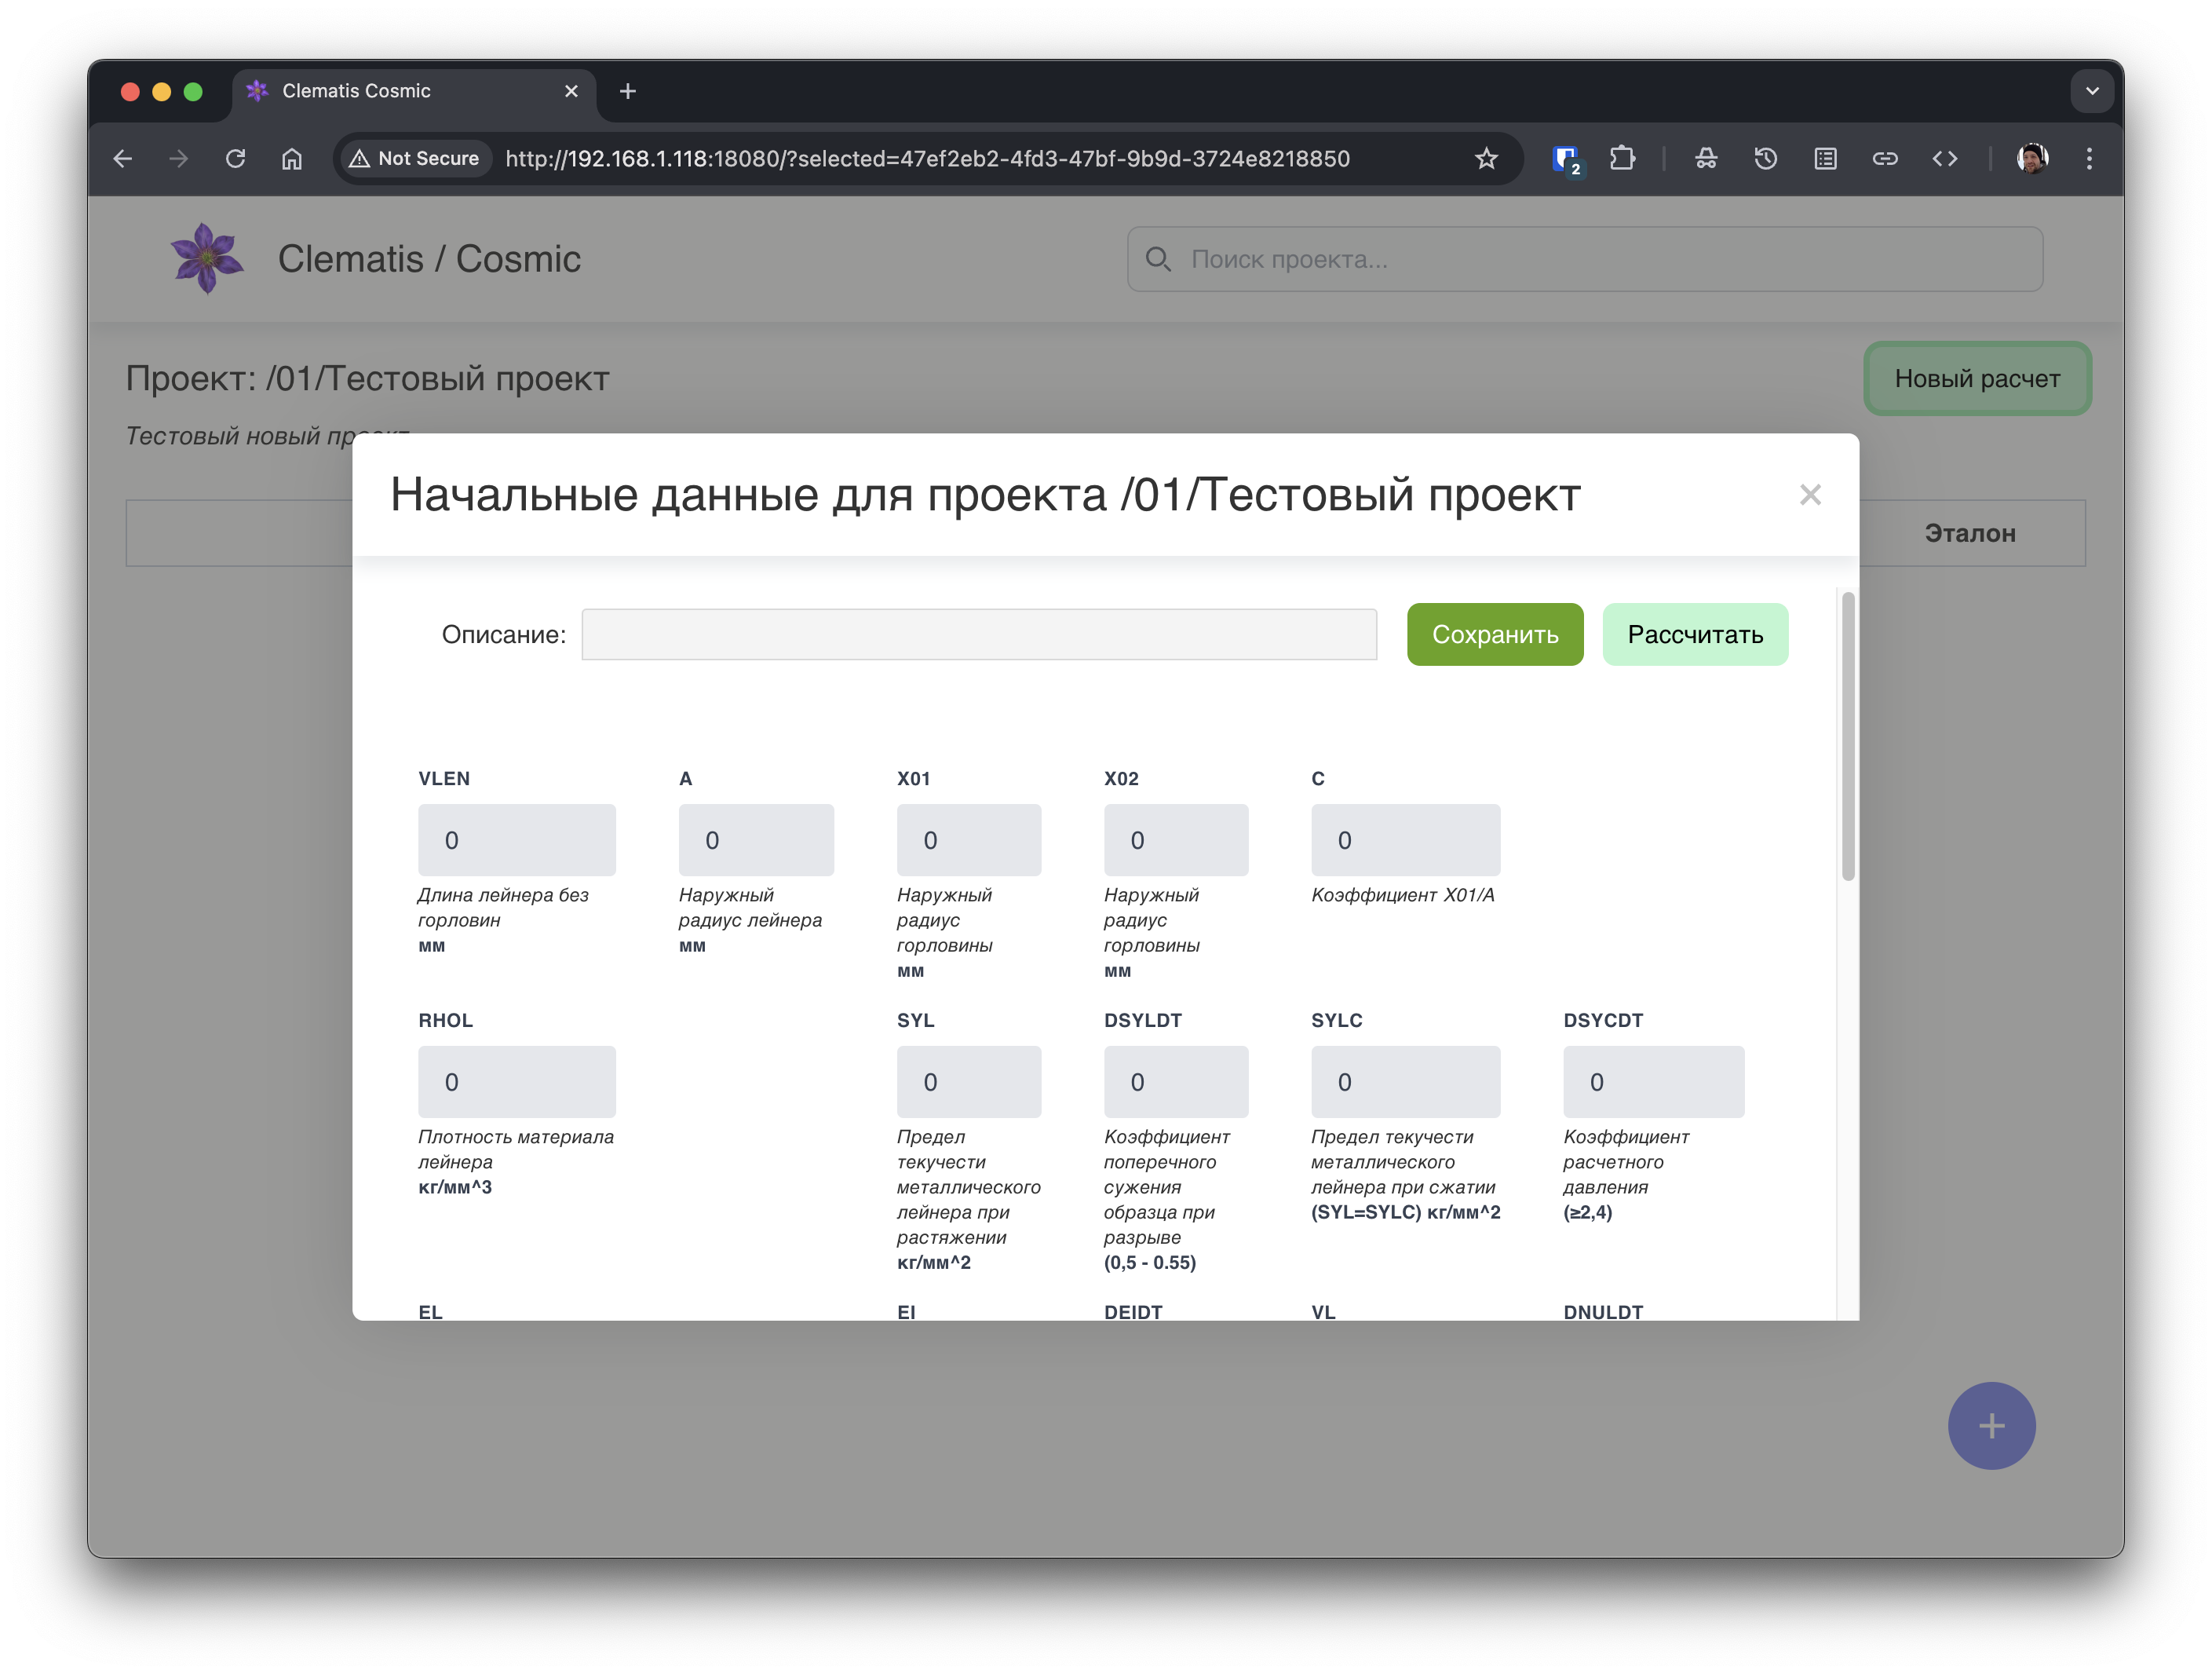 Clematis Cosmic
Not Secure http://192.168.1.118:18080/?selected=47ef2eb2-4fd3-47bf-9b9d-3724e8218850 2
Clematis / Cosmic Поиск проекта...
Проект: /01/Тестовый проект Новый расчет
Тестовый новый проект
Начальные данные для проекта /01/Тестовый проект
Эталон
Описание: Сохранить Рассчитать
VLEN
0
Длина лейнера без
горловин
мм
A
0
Наружный
радиус лейнера
мм
X01
0
Наружный
радиус
горловины
мм
X02
0
Наружный
радиус
горловины
мм
C
0
Коэффициент X01/A
RHOL
0
Плотность материала
лейнера
кг/мм^3
SYL
0
Предел
текучести
металлического
лейнера при
растяжении
кг/мм^2
DSYLDT
0
Коэффициент
поперечного
сужения
образца при
разрыве
(0,5 - 0.55)
SYLC
0
Предел текучести
металлического
лейнера при сжатии
(SYL=SYLC) кг/мм^2
DSYCDT
0
Коэффициент
расчетного
давления
(≥2,4)
EL
EI
DEIDT
VL
DNULDT
+